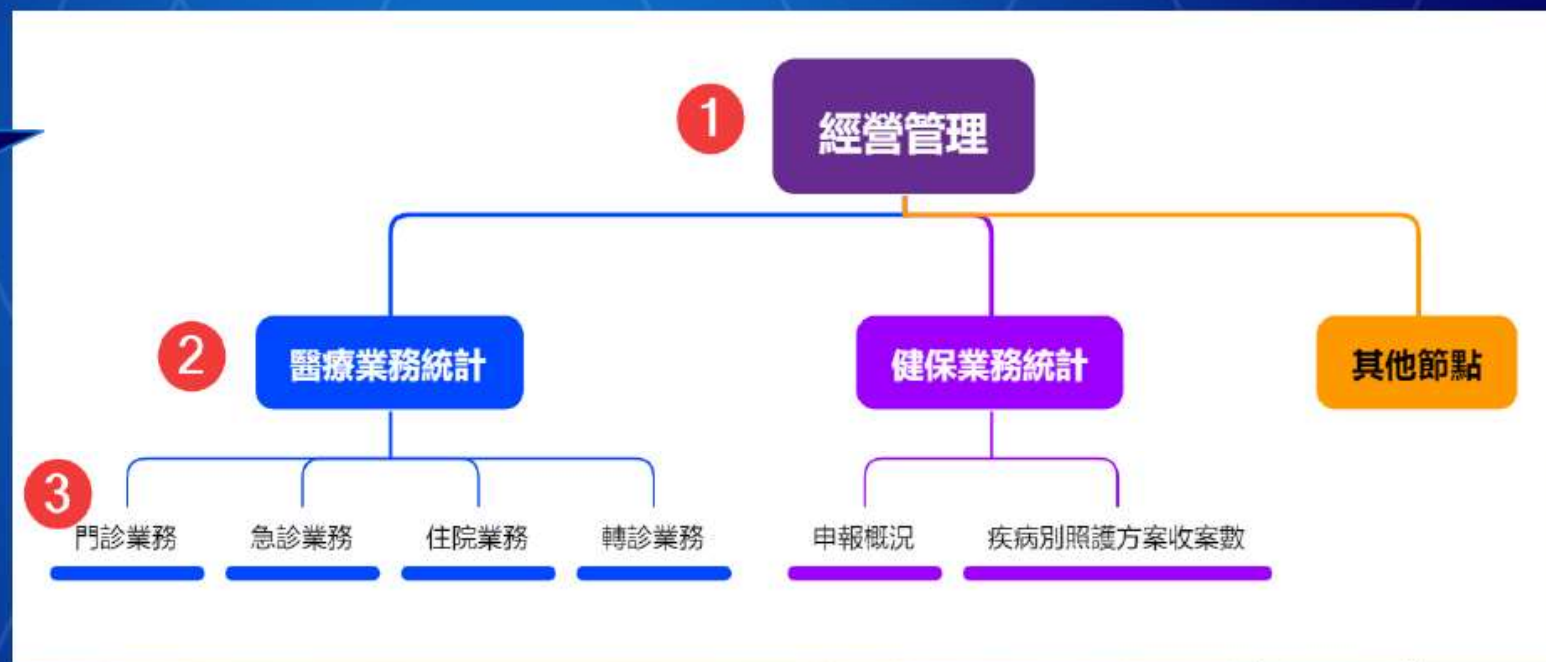 1
經營管理
2
醫療業務統計
健保業務統計
其他節點
3
門診業務
急診業務
住院業務
轉診業務
申報概況
疾病別照護方案收案數